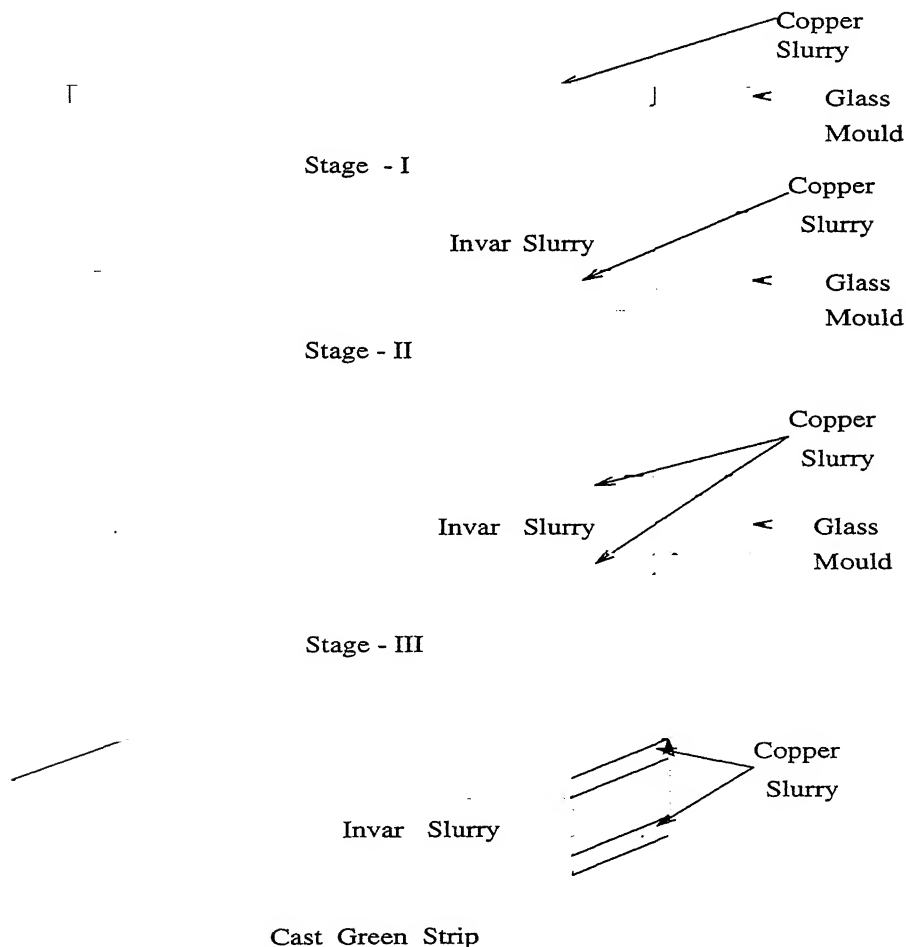 Copper
Slurry
Glass
Mould
Stage - I
Copper
Slurry
Invar Slurry
Glass
Mould
Stage - II
Copper
Slurry
Invar Slurry
Glass
Mould
Stage - III
Copper
Slurry
Invar Slurry
Cast Green Strip